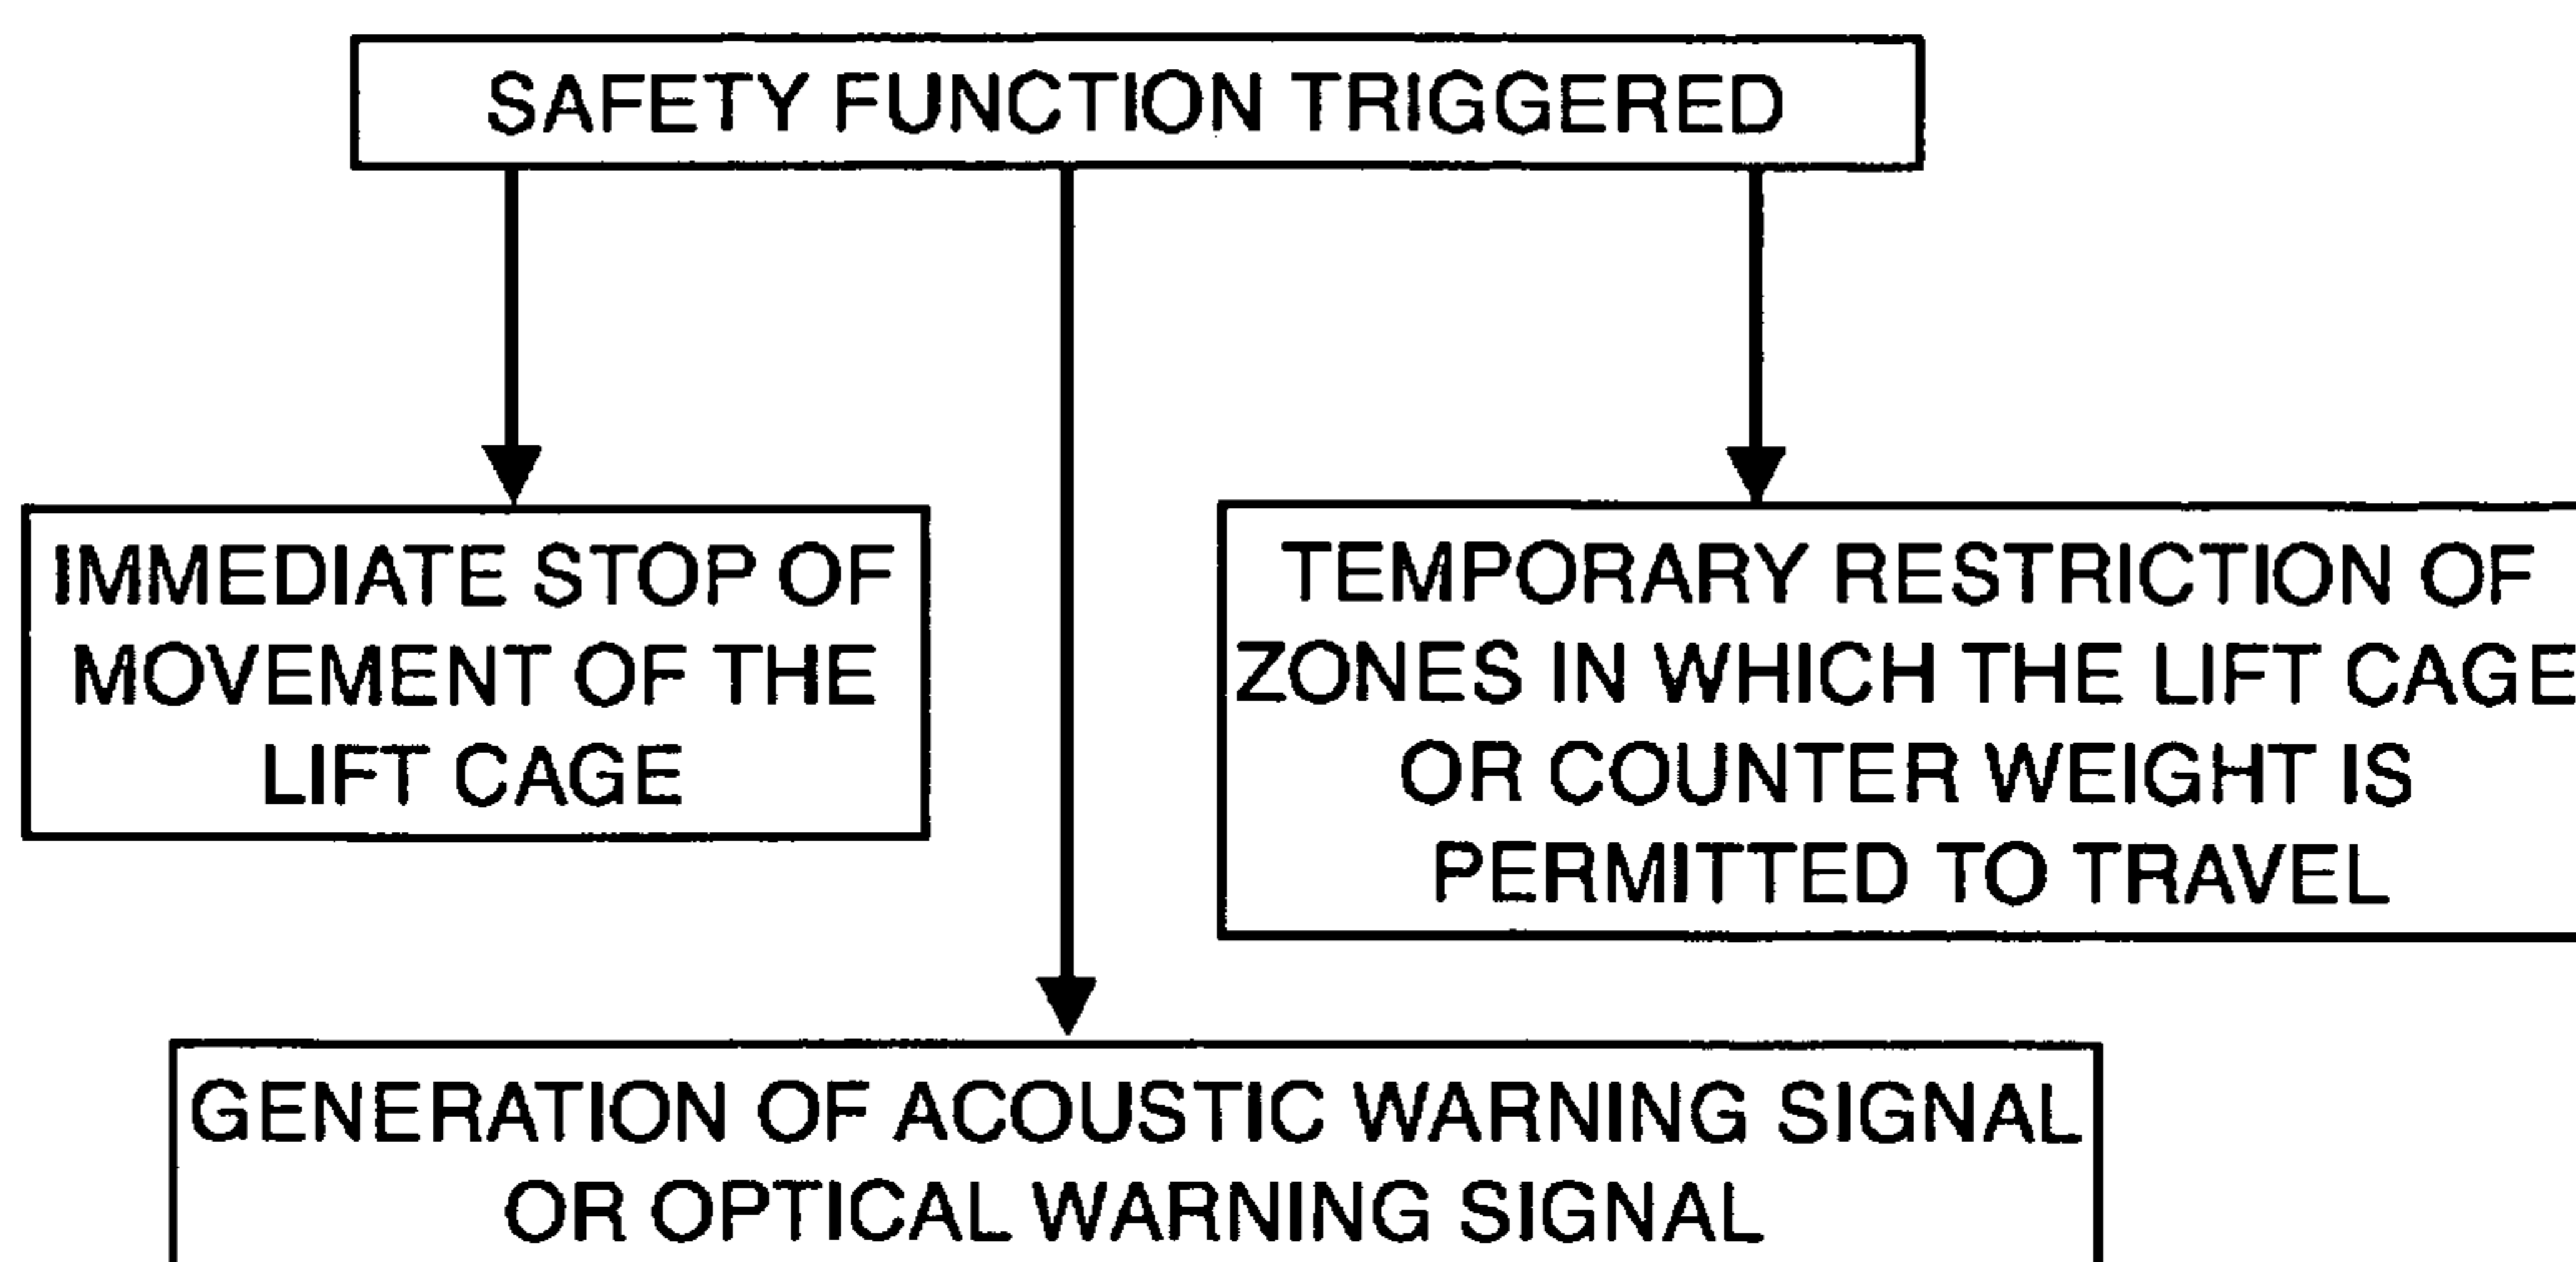 SAFETY FUNCTION TRIGGERED
IMMEDIATE STOP OF
MOVEMENT OF THE
LIFT CAGE
TEMPORARY RESTRICTION OF
ZONES IN WHICH THE LIFT CAGE
OR COUNTER WEIGHT IS
PERMITTED TO TRAVEL
GENERATION OF ACOUSTIC WARNING SIGNAL
OR OPTICAL WARNING SIGNAL